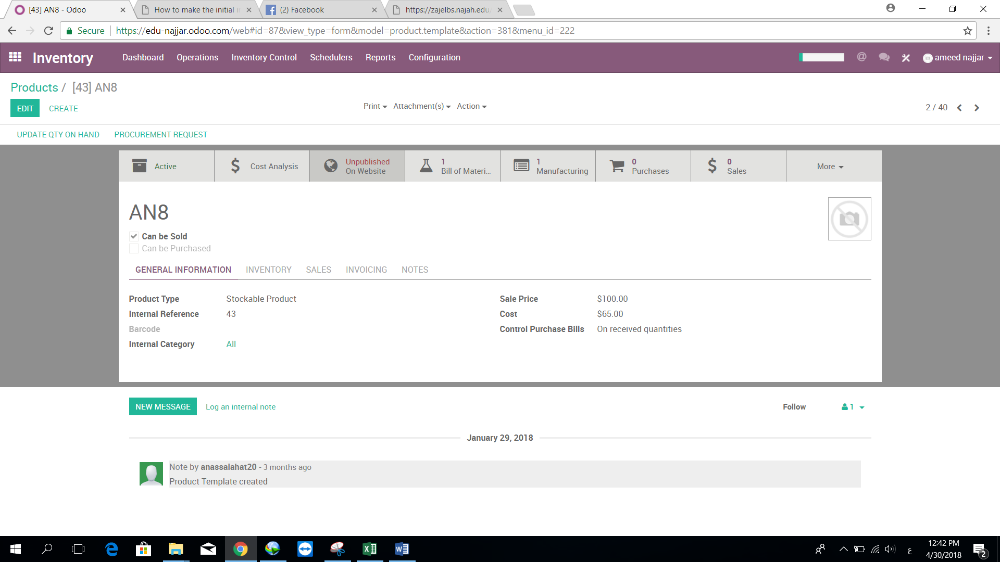 [43] AN8 - Odoo
How to make the initial i
(2) Facebook
https://zajelbs.najah.edu
Secure
https://edu-najjar.odoo.com/web#id=87&view_type=form&model=product.template&action=381&menu_id=222
Inventory
Dashboard Operations Inventory Control Schedulers Reports Configuration
ameed najjar
Products / [43] AN8
EDIT CREATE
Print Attachment(s) Action
2 / 40
UPDATE QTY ON HAND PROCUREMENT REQUEST
Active
Cost Analysis
Unpublished
On Website
1
Bill of Materi...
1
Manufacturing
0
Purchases
0
Sales
More
AN8
Can be Sold
Can be Purchased
GENERAL INFORMATION INVENTORY SALES INVOICING NOTES
Product Type Stockable Product
Internal Reference 43
Barcode
Internal Category All
Sale Price $100.00
Cost $65.00
Control Purchase Bills On received quantities
NEW MESSAGE Log an internal note
Follow
1
January 29, 2018
Note by anassalahat20 - 3 months ago
Product Template created
ع
12:42 PM
4/30/2018
2